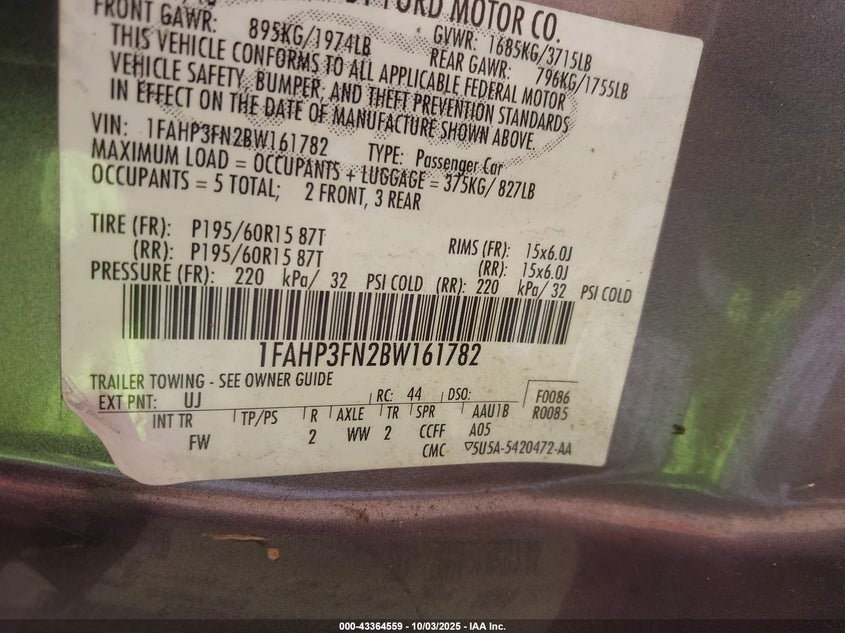 FORD MOTOR CO.
FRONT GAWR: 895KG/1974LB GVWR: 1685KG/3715LB
REAR GAWR: 796KG/1755LB
THIS VEHICLE CONFORMS TO ALL APPLICABLE FEDERAL MOTOR
VEHICLE SAFETY, BUMPER, AND THEFT PREVENTION STANDARDS
IN EFFECT ON THE DATE OF MANUFACTURE SHOWN ABOVE
VIN: 1FAHP3FN2BW161782 TYPE: Passenger Car
MAXIMUM LOAD = OCCUPANTS + LUGGAGE = 375KG/ 827LB
OCCUPANTS = 5 TOTAL; 2 FRONT, 3 REAR
TIRE (FR): P195/60R15 87T RIMS (FR): 15x6.0J
(RR): P195/60R15 87T (RR): 15x6.0J
PRESSURE (FR): 220 kPa/ 32 PSI COLD (RR): 220 kPa/ 32 PSI COLD
1FAHP3FN2BW161782
TRAILER TOWING - SEE OWNER GUIDE
EXT PNT: UJ RC: 44 DSO: F0086
INT TR TP/PS R AXLE TR SPR AAU1B R0085
FW 2 WW 2 CCFF A05
CMC 5U5A-5420472-AA
000-43364559 - 10/03/2025 - IAA Inc.